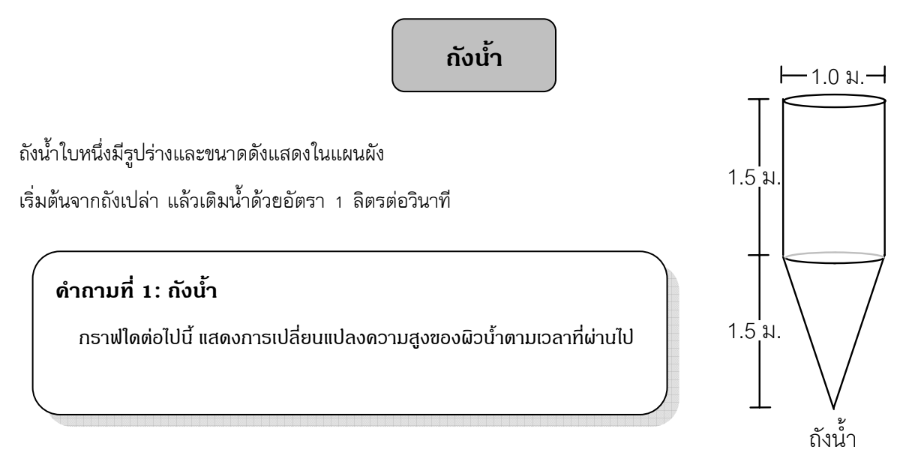 ถังน้ำ
1.0 ม.
ถังน้ำใบหนึ่งมีรูปร่างและขนาดดังแสดงในแผนผัง
1.5 ม.
เริ่มต้นจากถังเปล่า แล้วเติมน้ำด้วยอัตรา 1 ลิตรต่อวินาที
คำถามที่ 1: ถังน้ำ
กราฟใดต่อไปนี้ แสดงการเปลี่ยนแปลงความสูงของผิวน้ำตามเวลาที่ผ่านไป
1.5 ม.
ถังน้ำ